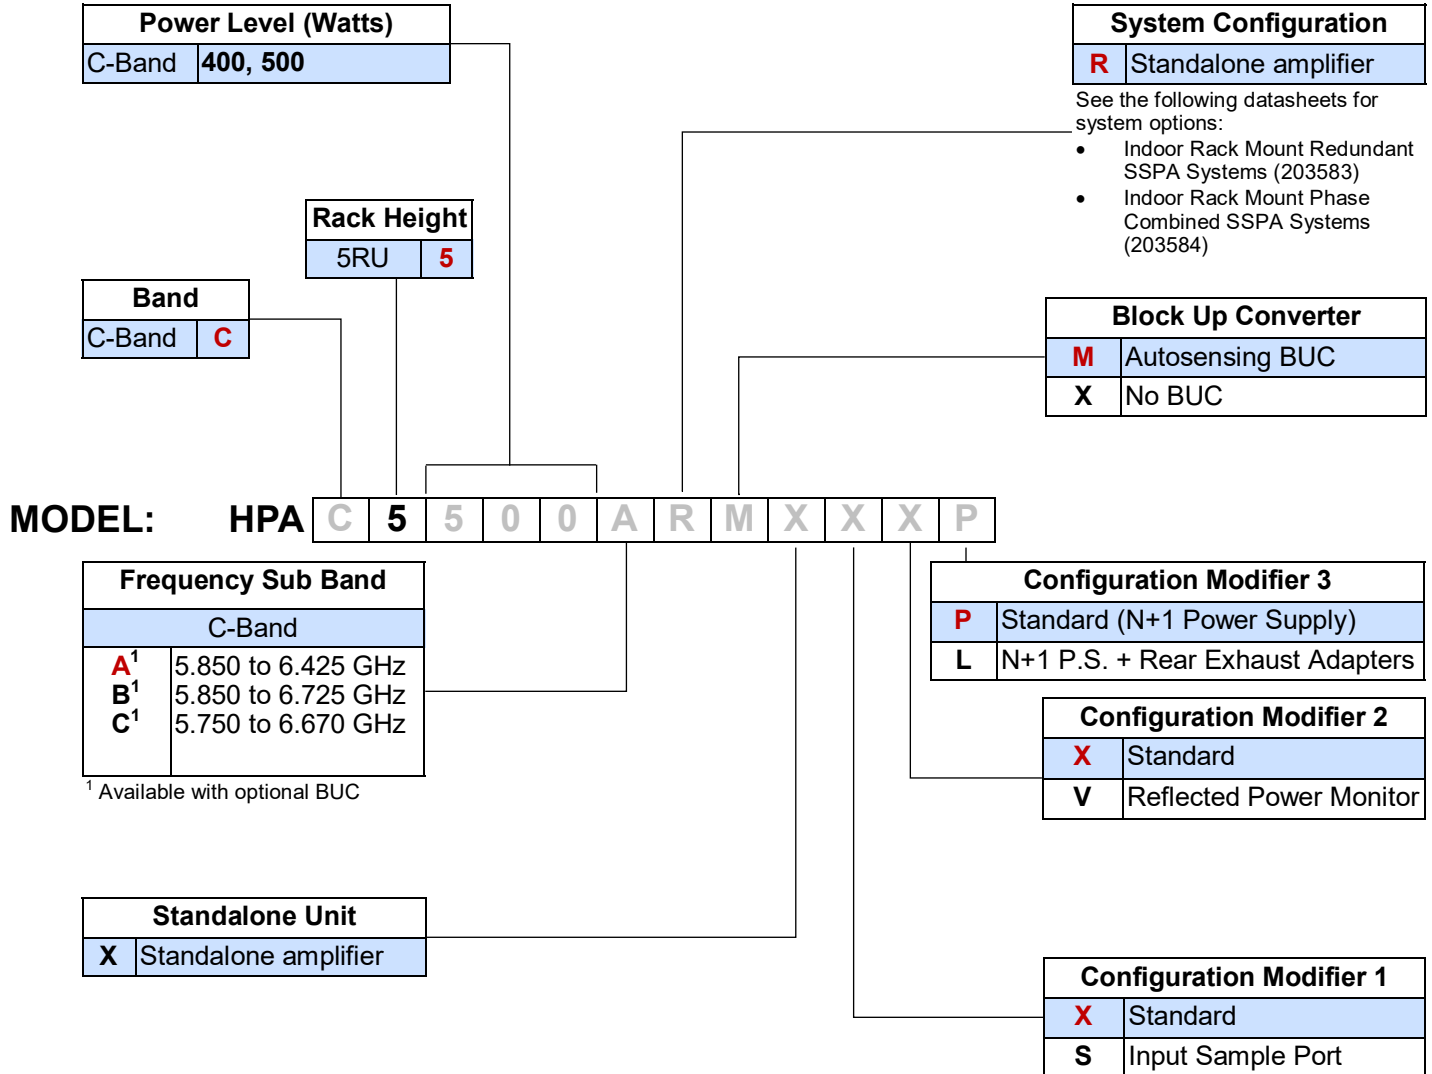 Power Level (Watts)
C-Band 400, 500
System Configuration
R Standalone amplifier
See the following datasheets for
system options:
• Indoor Rack Mount Redundant
SSPA Systems (203583)
• Indoor Rack Mount Phase
Combined SSPA Systems
(203584)
Rack Height
5RU 5
Band
C-Band C
Block Up Converter
M Autosensing BUC
X No BUC
MODEL: HPA C 5 5 0 0 A R M X X X P
Frequency Sub Band
C-Band
A¹ 5.850 to 6.425 GHz
B¹ 5.850 to 6.725 GHz
C¹ 5.750 to 6.670 GHz
¹ Available with optional BUC
Configuration Modifier 3
P Standard (N+1 Power Supply)
L N+1 P.S. + Rear Exhaust Adapters
Configuration Modifier 2
X Standard
V Reflected Power Monitor
Standalone Unit
X Standalone amplifier
Configuration Modifier 1
X Standard
S Input Sample Port